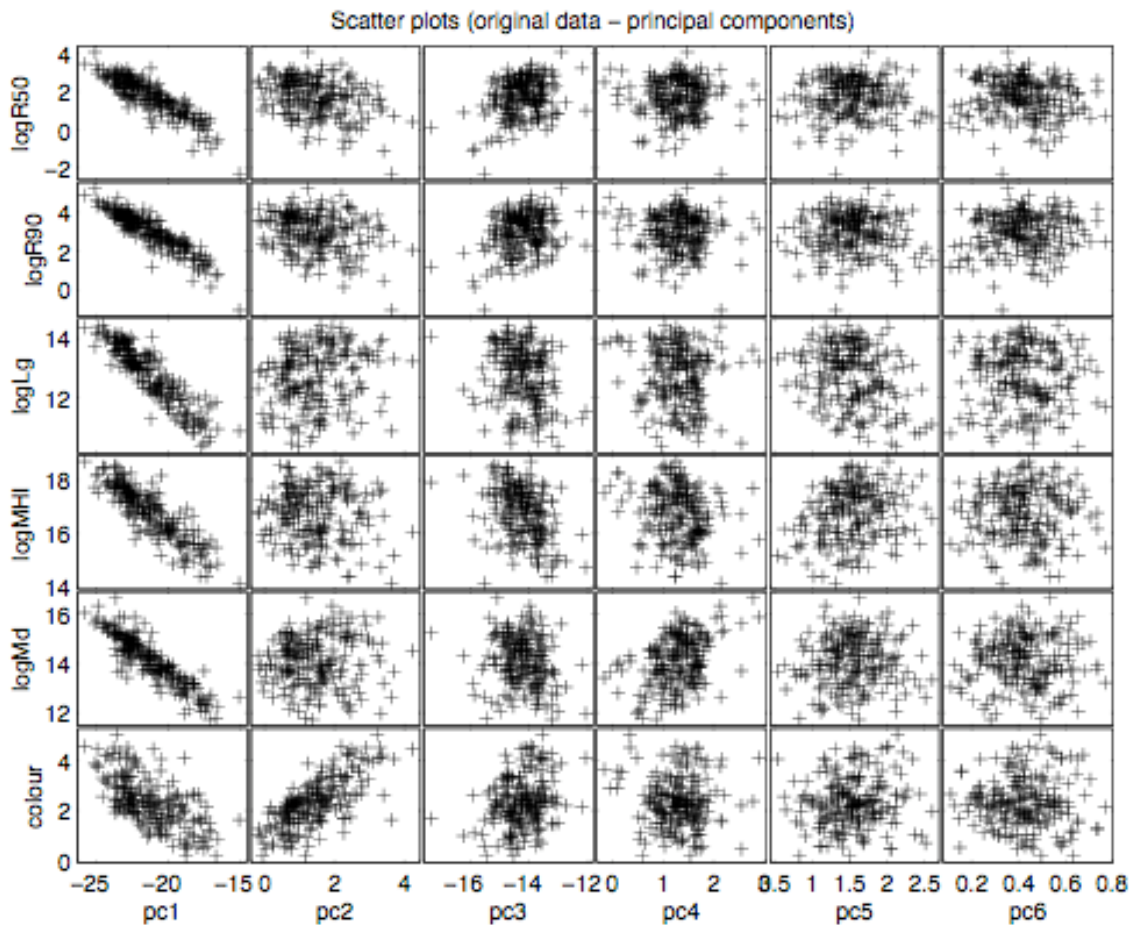 Scatter plots (original data – principal components)
logR50
4
2
0
−2
logR90
4
2
0
logLg
14
12
logMHI
18
16
14
logMd
16
14
12
colour
4
2
0
−25 −20 −15 0 2 4 −16 −14 −12 0 1 2 0.5 1 1.5 2 2.5 0.2 0.4 0.6 0.8
pc1 pc2 pc3 pc4 pc5 pc6